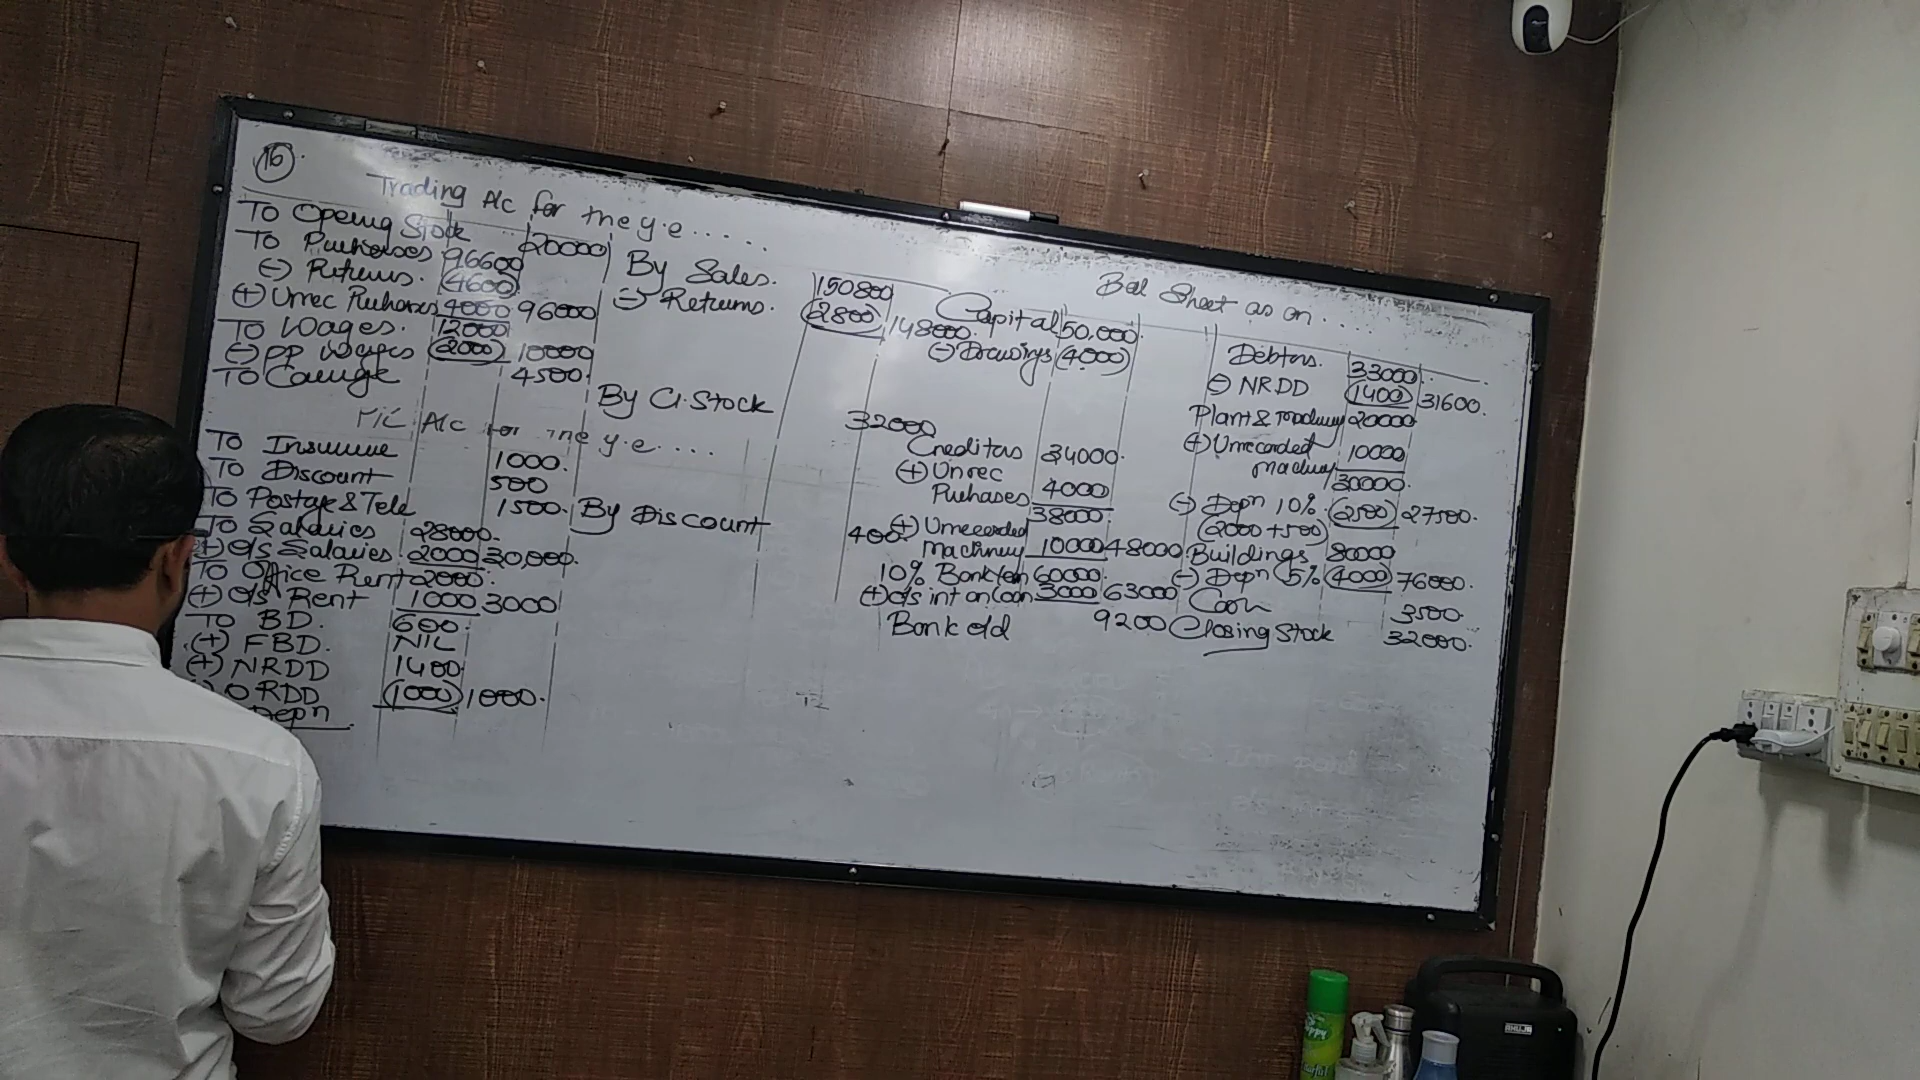 16
Trading A/c for the y.e.....
To Opening Stock 20000
To Purchases 96600
(-) Returns. (4600)
(+) Unrec Purchases 4000 96000
To Wages. 12000
(-) PP Wages (2000) 10000
To Carriage 4500.
By Sales. 150800
(-) Returns. (2800) 148000.
By Cl. Stock 32000
A/c for the y.e....
To Insurance 1000.
To Discount 500
To Postage & Tele 1500.
To Salaries 28000.
(+) O/s Salaries. 2000 30,000.
To Office Rent 2000.
(+) O/s Rent 1000 3000
To BD. 600.
(+) FBD. NIL
(+) NRDD 1400
ORDD (1000) 1000.
Depn
By Discount 400.
Bal Sheet as on ....
Capital 50,000.
(-) Drawings (4000)
Creditors 34000.
(+) Unrec
Purchases 4000
38000
(+) Unrecorded
Machinery 10000 48000
10% Bank loan 60000.
(+) o/s int on loan 3000 63000
Bank o/d 9200
Debtors. 33000.
(-) NRDD (1400) 31600.
Plant & Machinery 20000
(+) Unrecorded
machinery 10000
30000.
(-) Depn 10%. (2500) 27500.
(2000 + 500)
Buildings 80000
(-) Depn 5% (4000) 76000.
Cash 3500.
Closing Stock 32000.
AHUJA